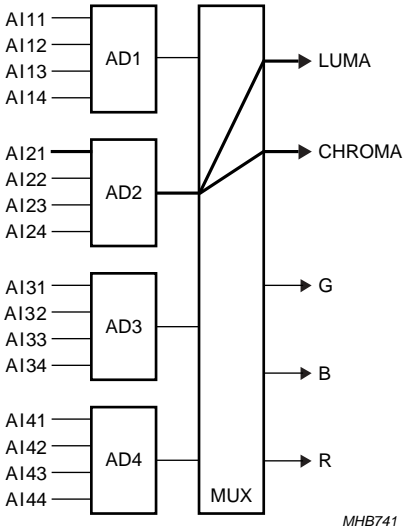 AI11
AI12
AI13
AI14
AD1
LUMA
AI21
AI22
AI23
AI24
AD2
CHROMA
AI31
AI32
AI33
AI34
AD3
G
B
AI41
AI42
AI43
AI44
AD4
R
MUX
MHB741